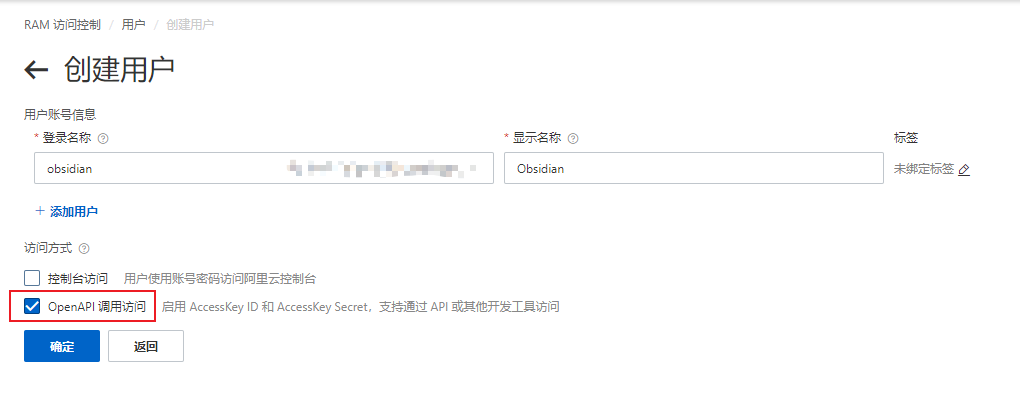 RAM 访问控制 / 用户 / 创建用户
← 创建用户
用户账号信息
* 登录名称 * 显示名称 标签
obsidian Obsidian 未绑定标签
+ 添加用户
访问方式
控制台访问 用户使用账号密码访问阿里云控制台
OpenAPI 调用访问 启用 AccessKey ID 和 AccessKey Secret，支持通过 API 或其他开发工具访问
确定 返回